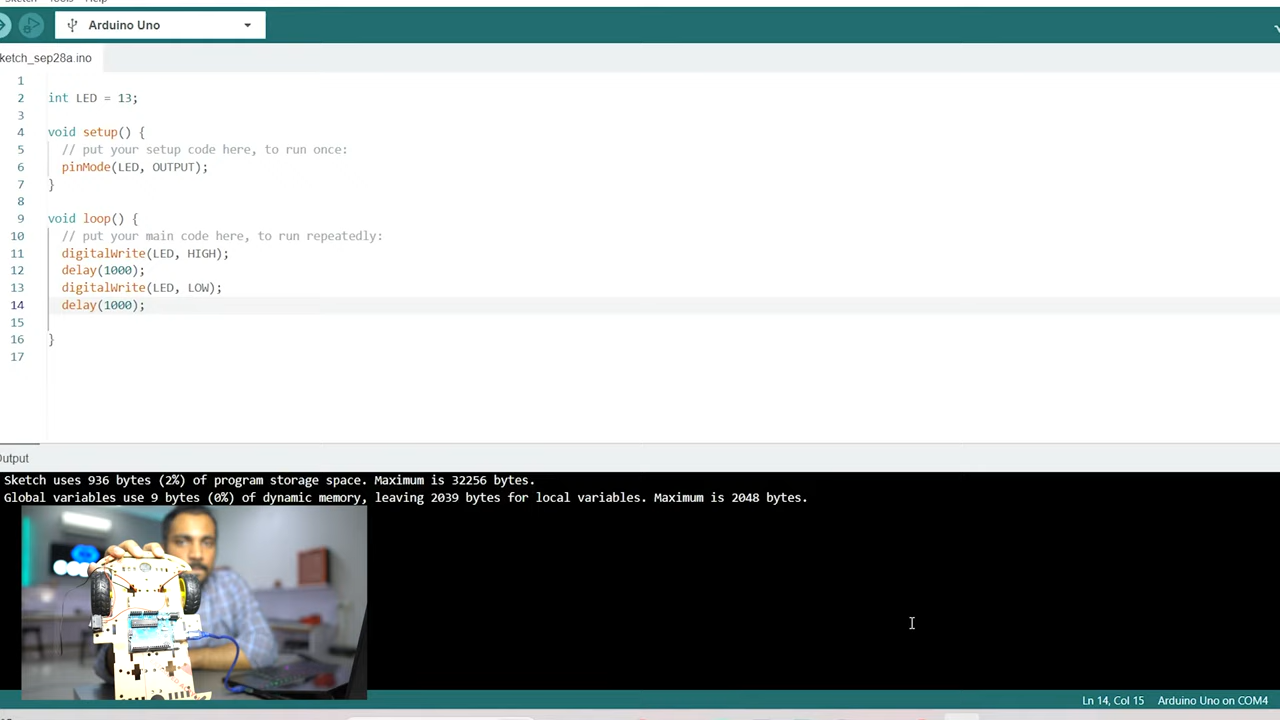 Sketch Tools Help
Arduino Uno
ketch_sep28a.ino
1
2 int LED = 13;
3
4 void setup() {
5 // put your setup code here, to run once:
6 pinMode(LED, OUTPUT);
7 }
8
9 void loop() {
10 // put your main code here, to run repeatedly:
11 digitalWrite(LED, HIGH);
12 delay(1000);
13 digitalWrite(LED, LOW);
14 delay(1000);
15
16 }
17
Output
Sketch uses 936 bytes (2%) of program storage space. Maximum is 32256 bytes.
Global variables use 9 bytes (0%) of dynamic memory, leaving 2039 bytes for local variables. Maximum is 2048 bytes.
Ln 14, Col 15 Arduino Uno on COM4